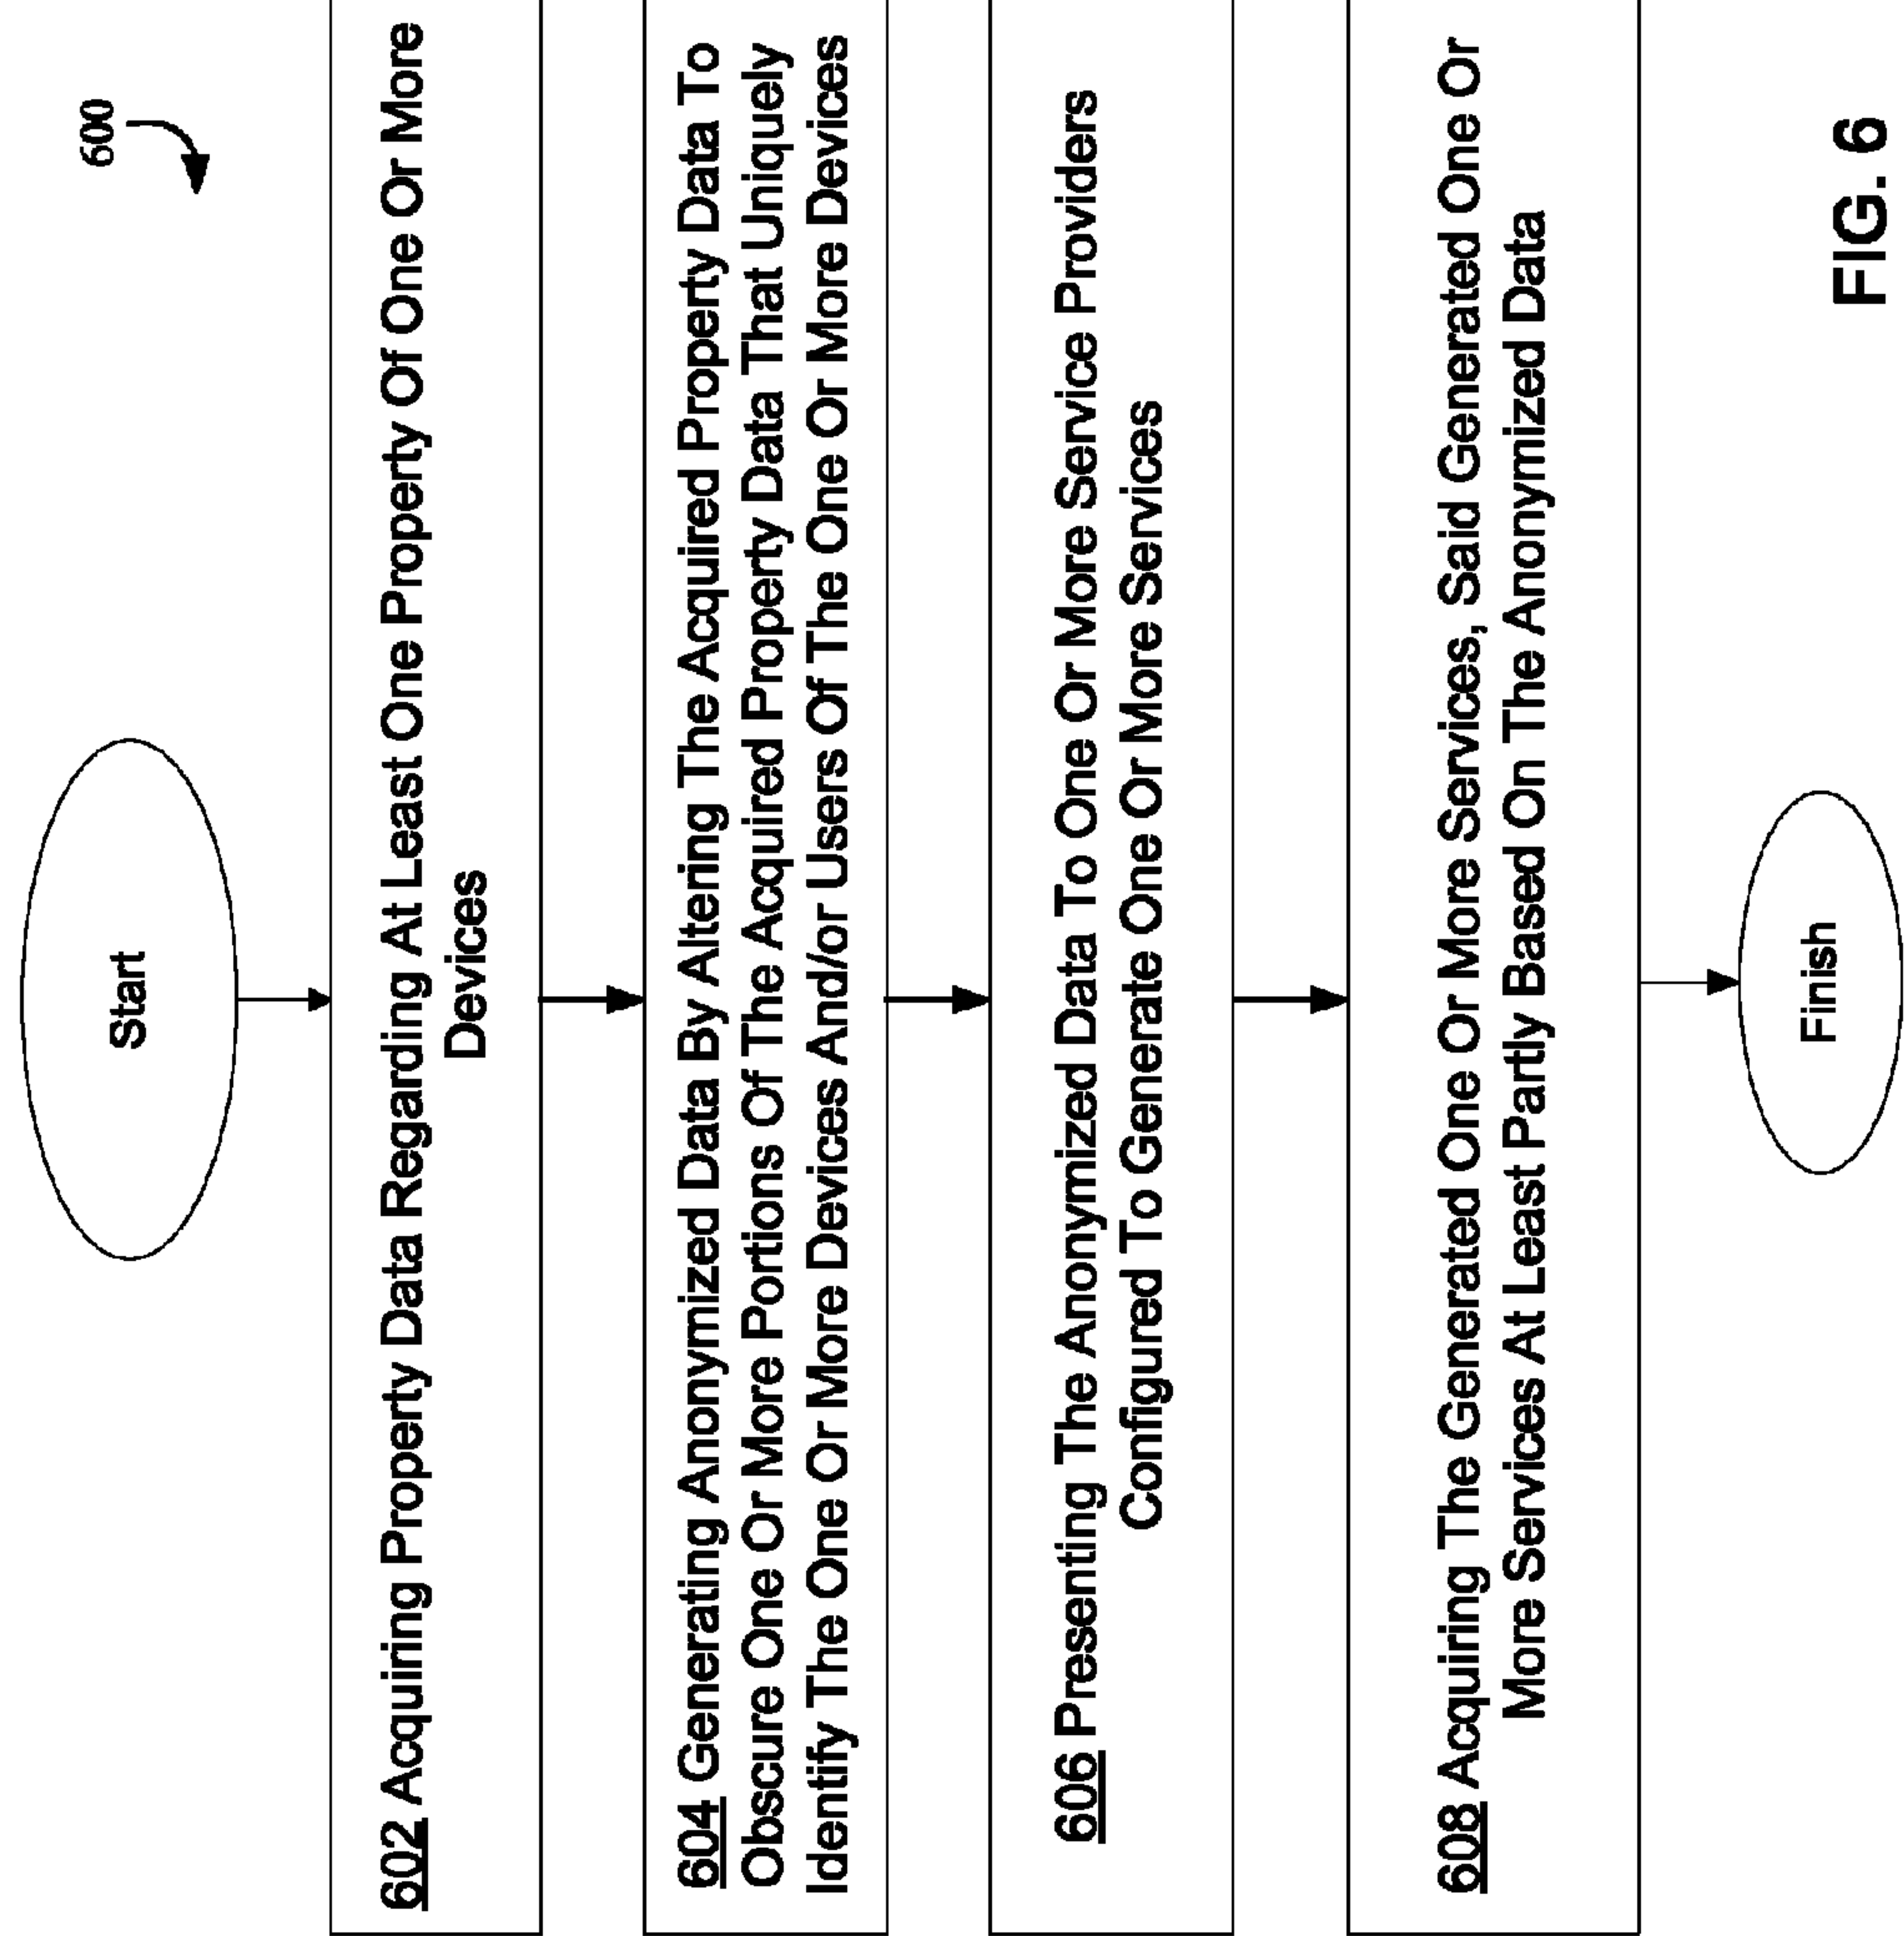 600
Start
602 Acquiring Property Data Regarding At Least One Property Of One Or More
Devices
604 Generating Anonymized Data By Altering The Acquired Property Data To
Obscure One Or More Portions Of The Acquired Property Data That Uniquely
Identify The One Or More Devices And/or Users Of The One Or More Devices
606 Presenting The Anonymized Data To One Or More Service Providers
Configured To Generate One Or More Services
608 Acquiring The Generated One Or More Services, Said Generated One Or
More Services At Least Partly Based On The Anonymized Data
Finish
FIG. 6